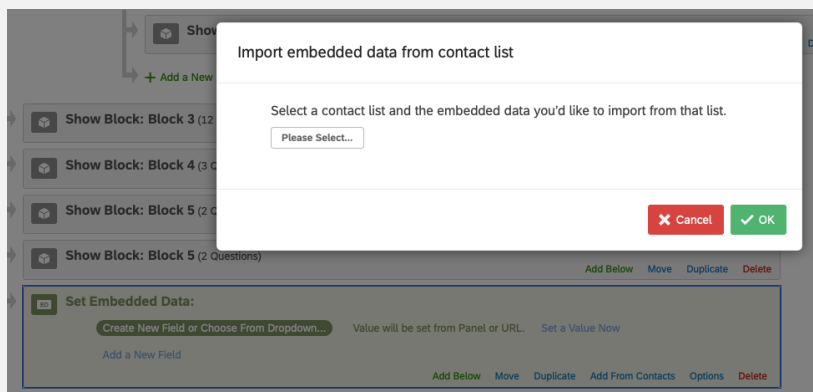 Show
Import embedded data from contact list
+ Add a New
Select a contact list and the embedded data you'd like to import from that list.
Please Select...
Show Block: Block 3 (12
Show Block: Block 4 (3 Q
Show Block: Block 5 (2 Q
Cancel OK
Show Block: Block 5 (2 Questions)
Add Below Move Duplicate Delete
ED Set Embedded Data:
Create New Field or Choose From Dropdown... Value will be set from Panel or URL. Set a Value Now
Add a New Field
Add Below Move Duplicate Add From Contacts Options Delete